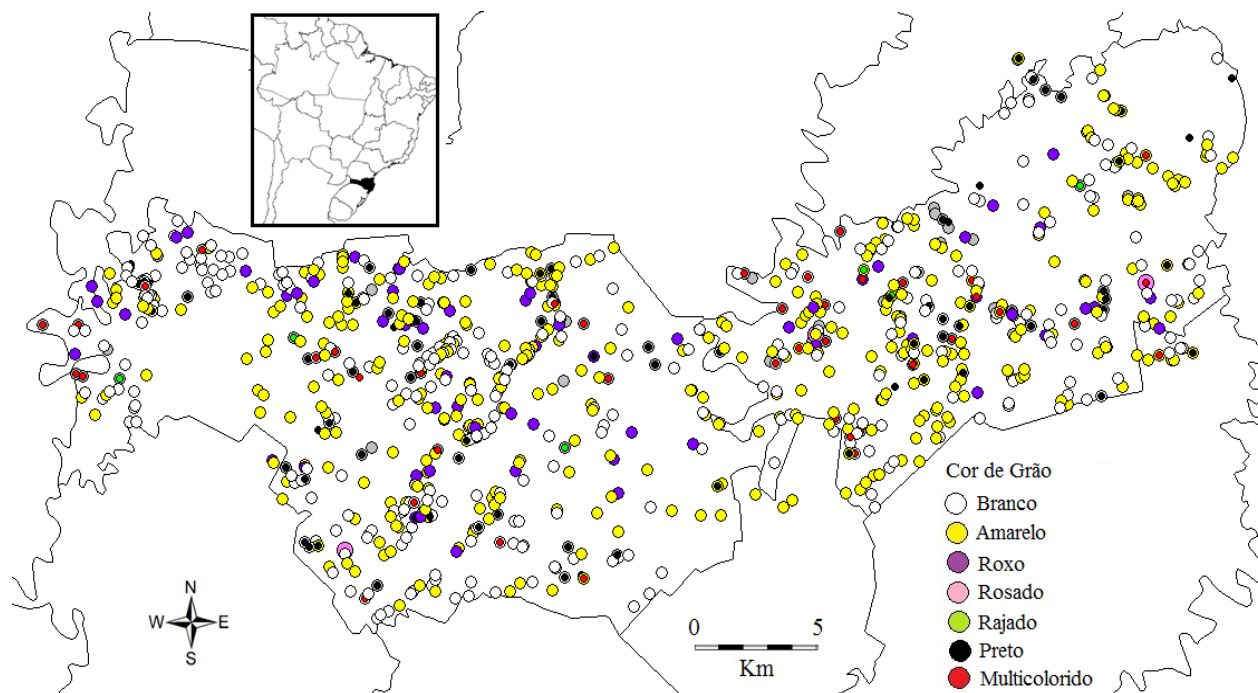 N
W E
S
0 5
Km
Cor de Grão
Branco
Amarelo
Roxo
Rosado
Rajado
Preto
Multicolorido